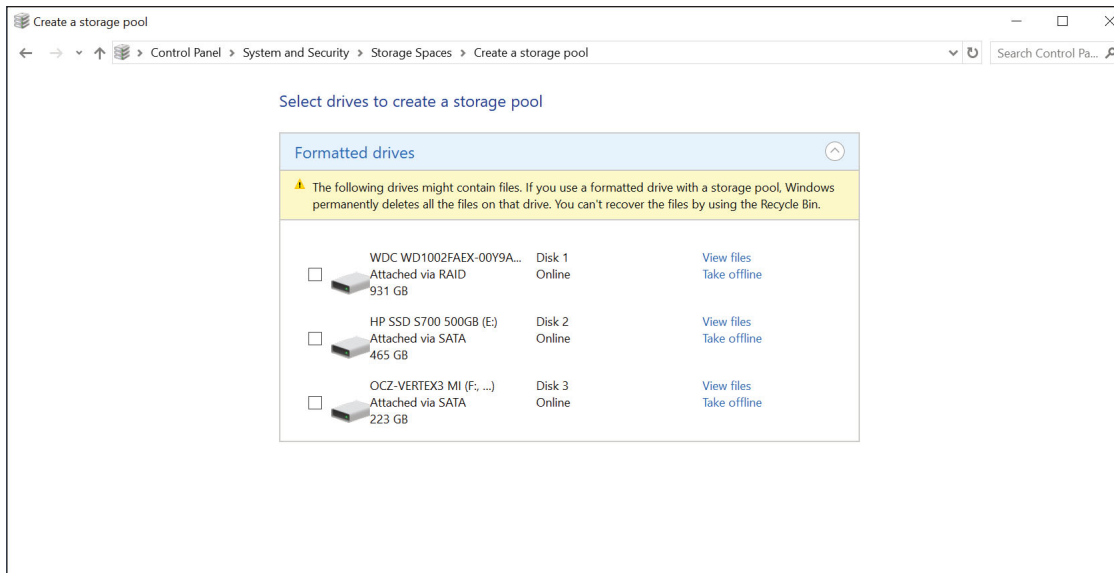 Create a storage pool
Control Panel > System and Security > Storage Spaces > Create a storage pool
Search Control Pa...
Select drives to create a storage pool
Formatted drives
The following drives might contain files. If you use a formatted drive with a storage pool, Windows
permanently deletes all the files on that drive. You can't recover the files by using the Recycle Bin.
WDC WD1002FAEX-00Y9A... Disk 1 View files
Attached via RAID Online Take offline
931 GB
HP SSD S700 500GB (E:) Disk 2 View files
Attached via SATA Online Take offline
465 GB
OCZ-VERTEX3 MI (F:, ...) Disk 3 View files
Attached via SATA Online Take offline
223 GB